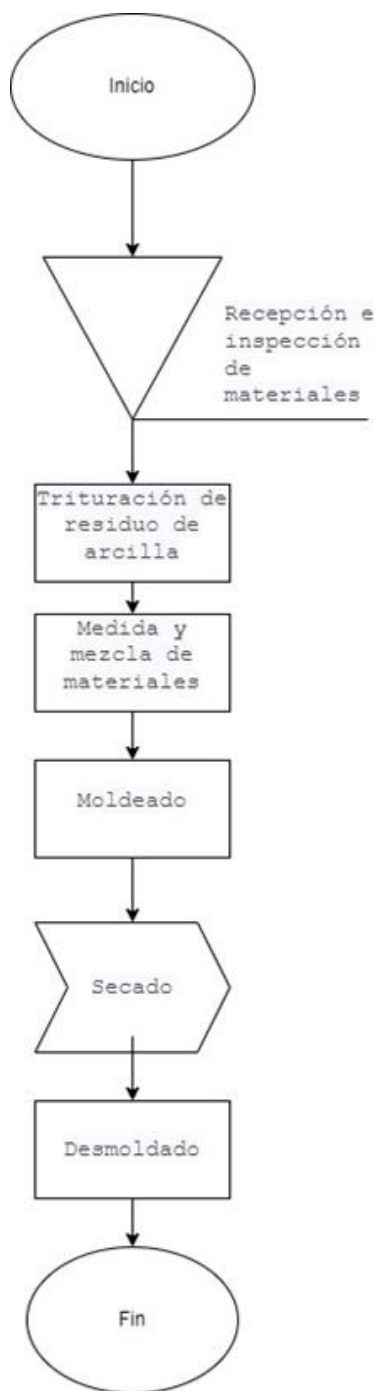 Inicio
Recepción e
inspección
de
materiales
Trituración de
residuo de
arcilla
Medida y
mezcla de
materiales
Moldeado
Secado
Desmoldado
Fin